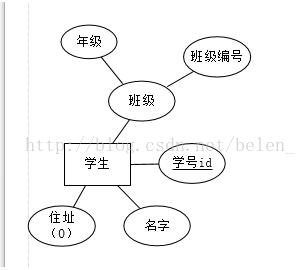 年级
班级编号
班级
http://blog.csdn.net/belen_
学生
学号id
住址
（O）
名字